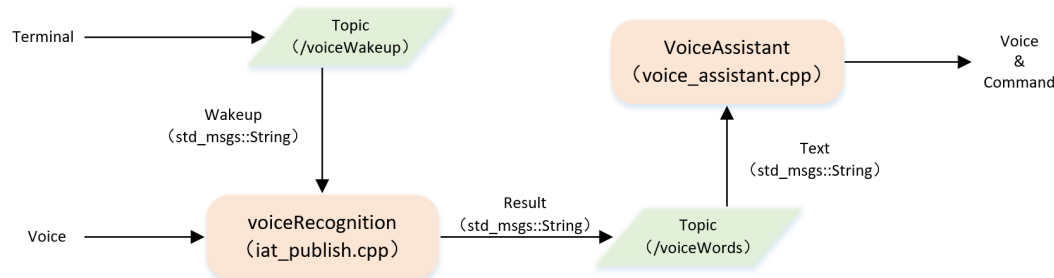 Terminal
Topic
（/voiceWakeup）
Wakeup
（std_msgs::String）
Voice
voiceRecognition
（iat_publish.cpp）
Result
（std_msgs::String）
Topic
（/voiceWords）
Text
（std_msgs::String）
VoiceAssistant
（voice_assistant.cpp）
Voice
&
Command